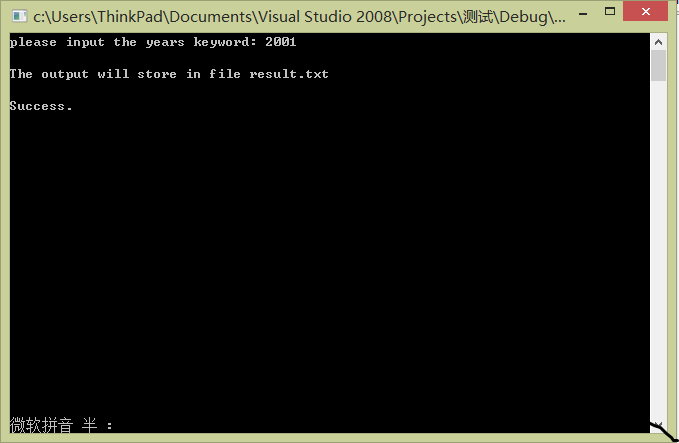 c:\Users\ThinkPad\Documents\Visual Studio 2008\Projects\测试\Debug\...
please input the years keyword: 2001
The output will store in file result.txt
Success.
微软拼音 半 :